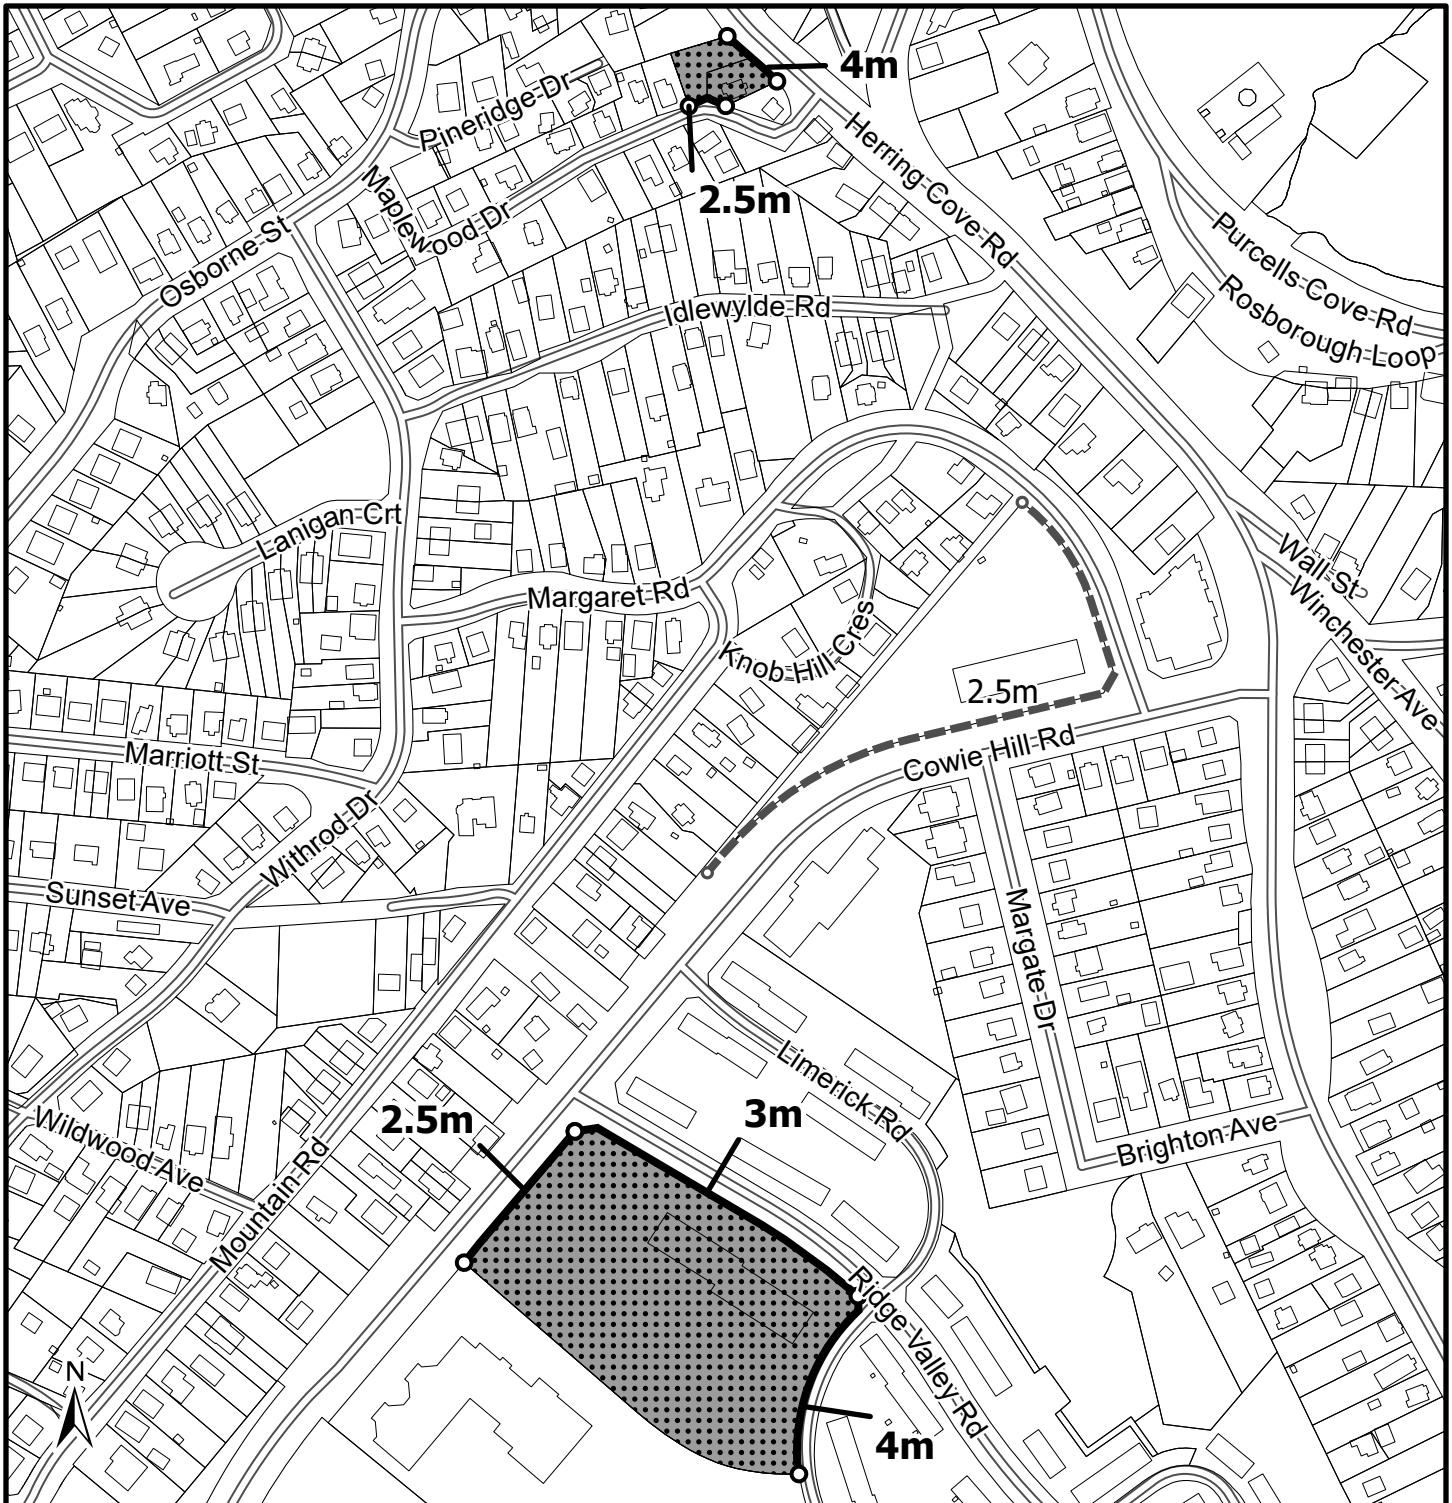 4m
Pineridge Dr
Herring Cove Rd
Maplewood Dr
2.5m
Purcells Cove Rd
Osborne St
Rosborough Loop
Idlewylde Rd
Lanigan Crt
Wall St
Margaret Rd
Winchester Ave
Knob Hill Cres
2.5m
Cowie Hill Rd
Marriott St
Withrod Dr
Sunset Ave
Margate Dr
Limerick Rd
2.5m
3m
Wildwood Ave
Brighton Ave
Mountain Rd
Ridge Valley Rd
N
4m